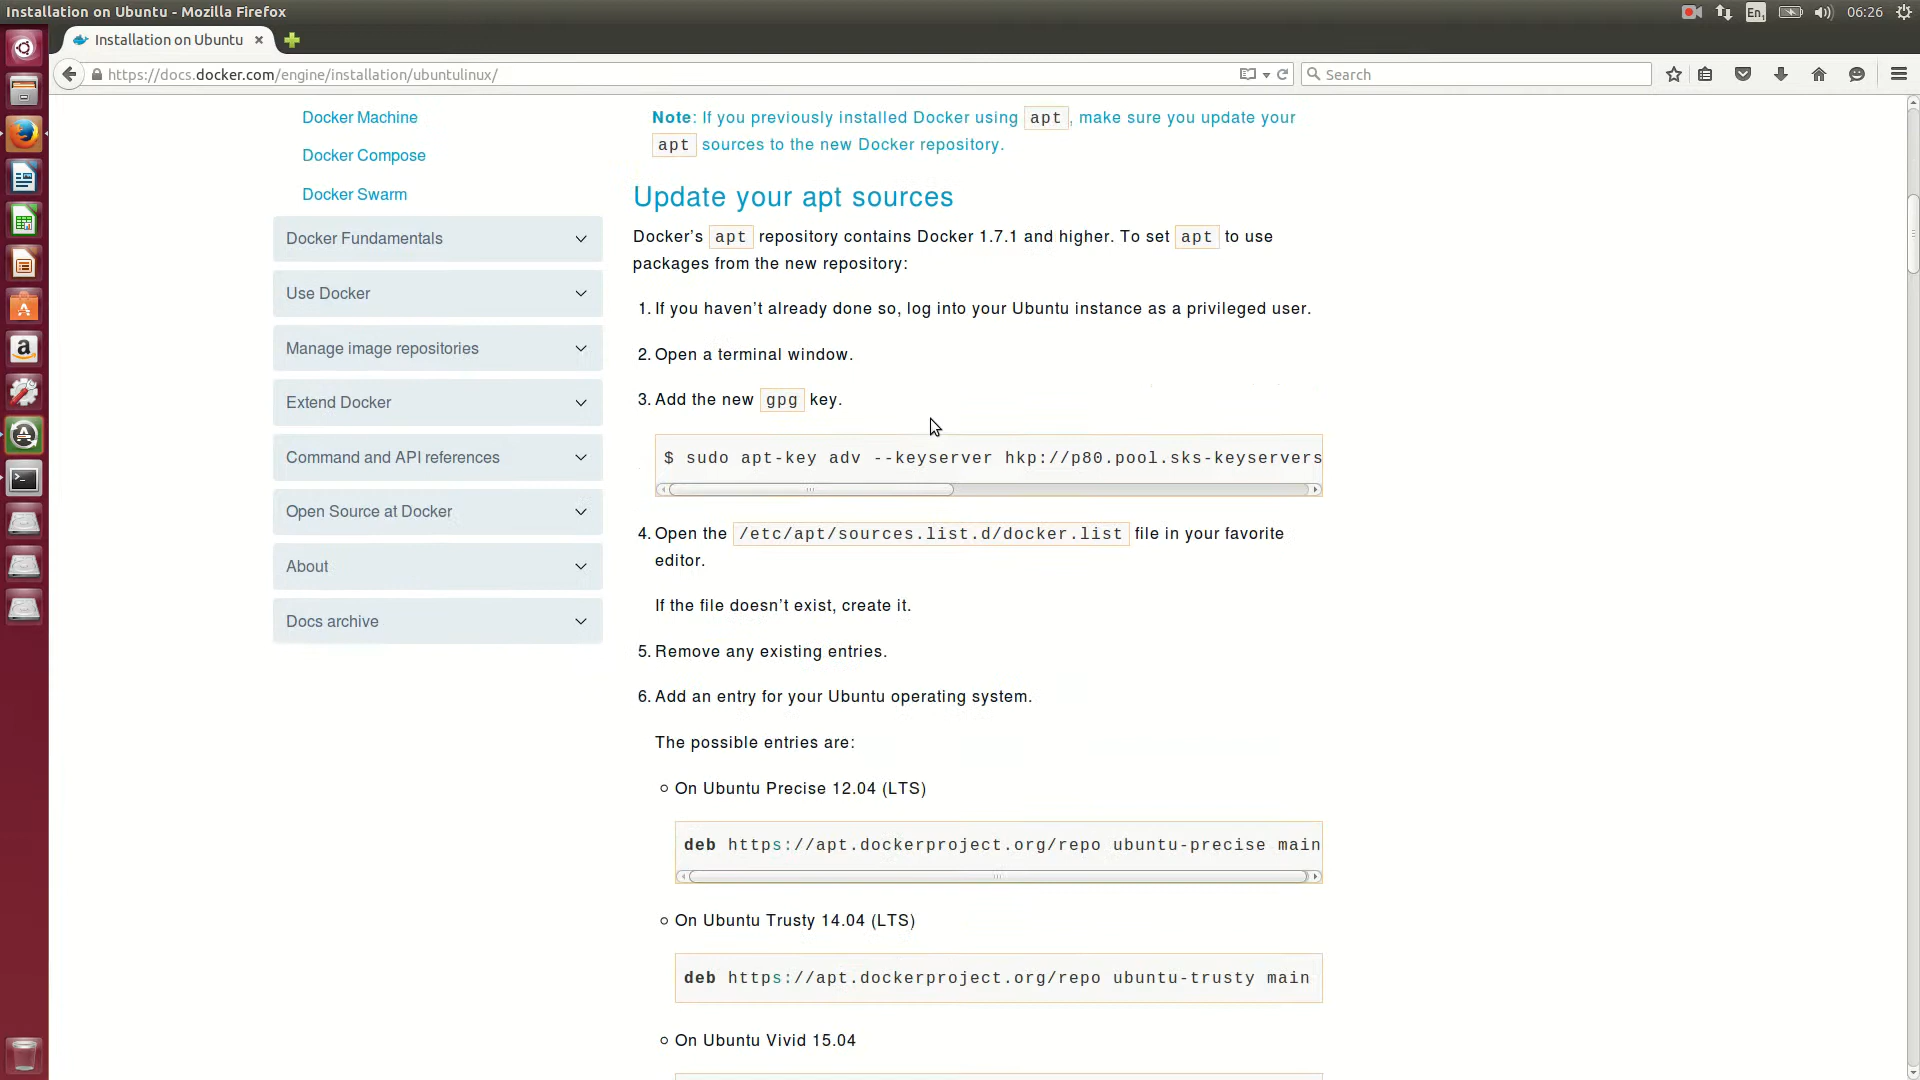 Installation on Ubuntu - Mozilla Firefox
En1
06:26
Installation on Ubuntu
https://docs.docker.com/engine/installation/ubuntulinux/
Search
Docker Machine
Docker Compose
Docker Swarm
Docker Fundamentals
Use Docker
Manage image repositories
Extend Docker
Command and API references
Open Source at Docker
About
Docs archive
Note: If you previously installed Docker using apt, make sure you update your
apt sources to the new Docker repository.
Update your apt sources
Docker's apt repository contains Docker 1.7.1 and higher. To set apt to use
packages from the new repository:
1. If you haven't already done so, log into your Ubuntu instance as a privileged user.
2. Open a terminal window.
3. Add the new gpg key.
$ sudo apt-key adv --keyserver hkp://p80.pool.sks-keyservers
4. Open the /etc/apt/sources.list.d/docker.list file in your favorite
editor.
If the file doesn't exist, create it.
5. Remove any existing entries.
6. Add an entry for your Ubuntu operating system.
The possible entries are:
On Ubuntu Precise 12.04 (LTS)
deb https://apt.dockerproject.org/repo ubuntu-precise main
On Ubuntu Trusty 14.04 (LTS)
deb https://apt.dockerproject.org/repo ubuntu-trusty main
On Ubuntu Vivid 15.04